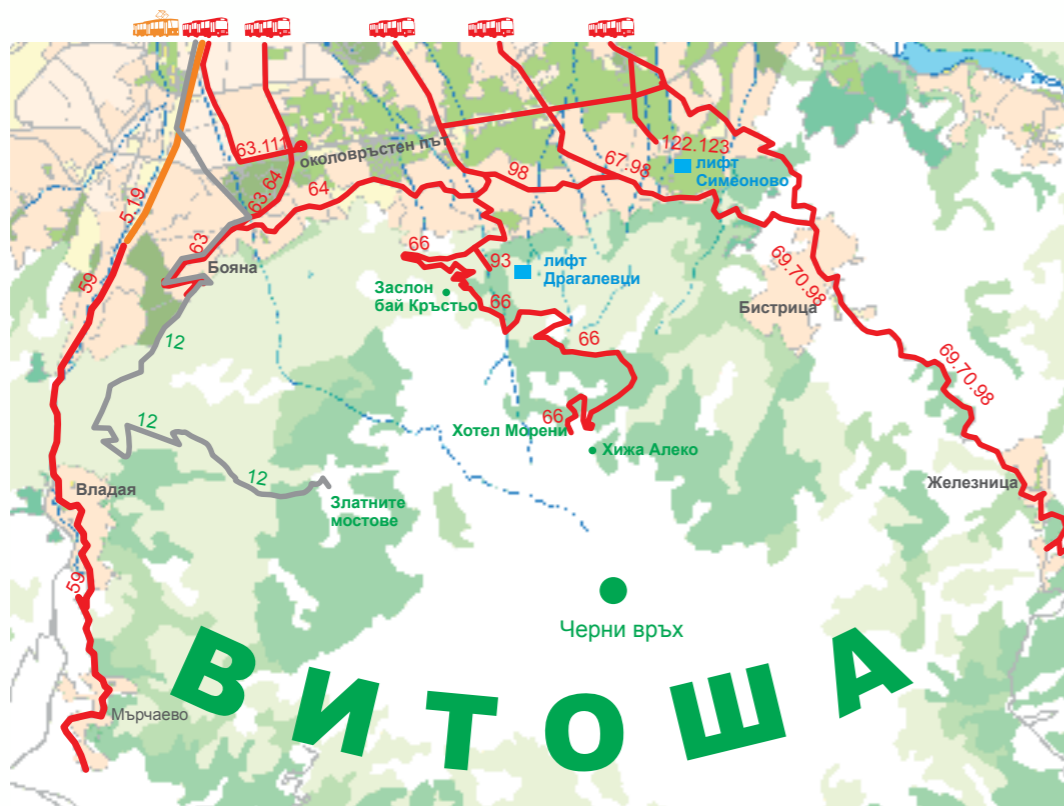 63.111
околовръстен път
122.123
98
67.98
лифт
Симеоново
5.19
63.64
64
63
Бояна
66
93
лифт
Драгалевци
59
Заслон
бай Кръстьо
66
69.70.98
Бистрица
12
66
69.70.98
12
66
Хотел Морени
Хижа Алеко
12
Владая
Златните
мостове
Железница
59
Черни връх
ВИТОША
Мърчаево